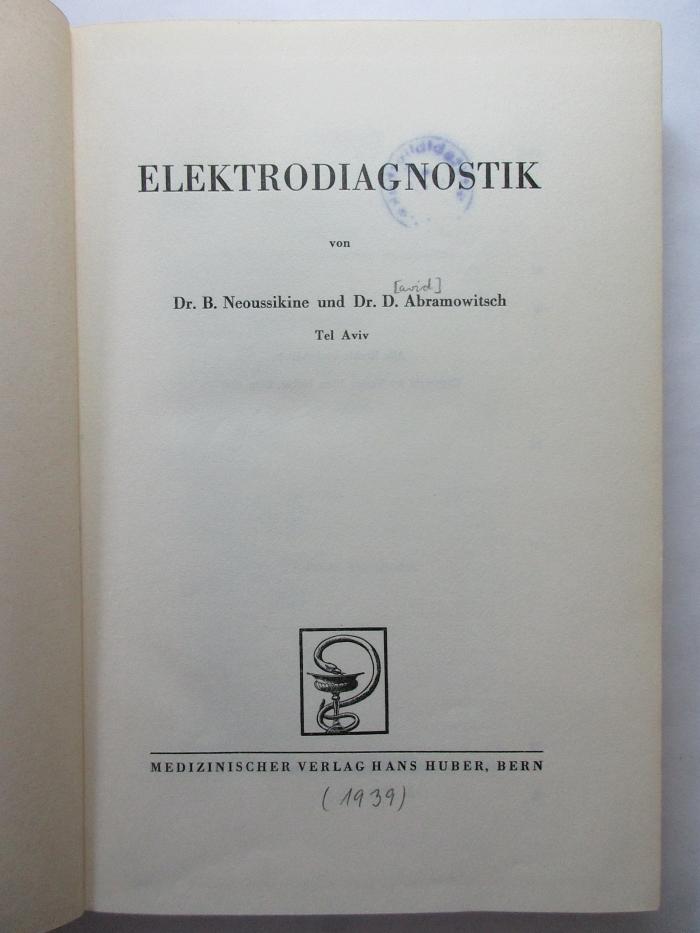 ELEKTRODIAGNOSTIK
von
[avid]
Dr. B. Neoussikine und Dr. D. Abramowitsch
Tel Aviv
MEDIZINISCHER VERLAG HANS HUBER, BERN
(1939)